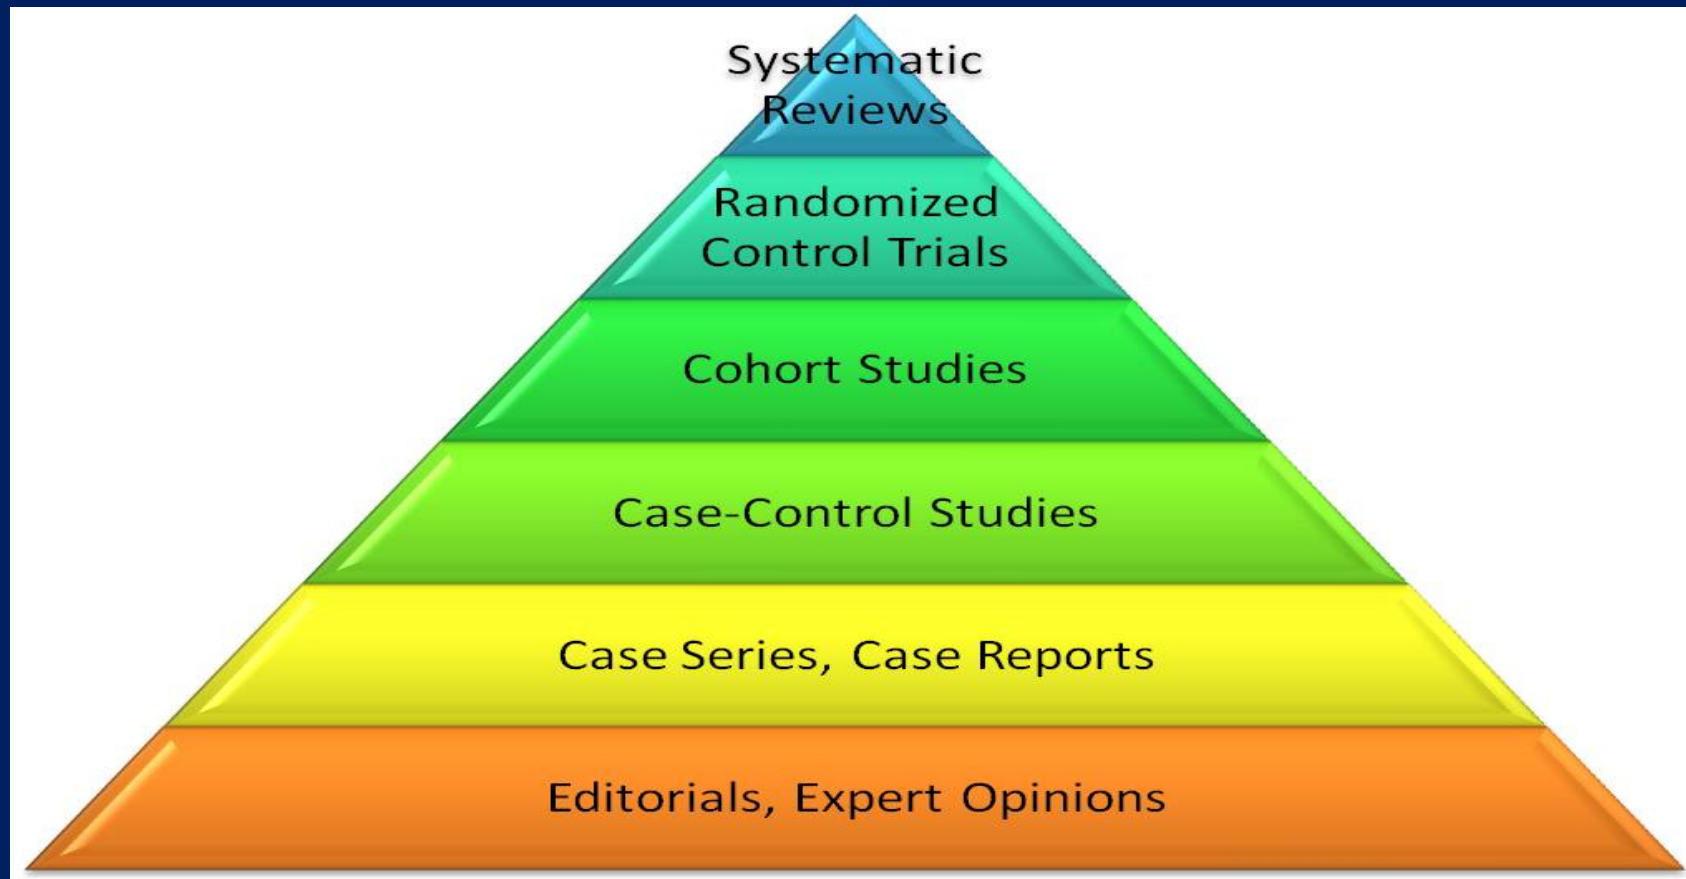 Systematic
Reviews
Randomized
Control Trials
Cohort Studies
Case-Control Studies
Case Series, Case Reports
Editorials, Expert Opinions